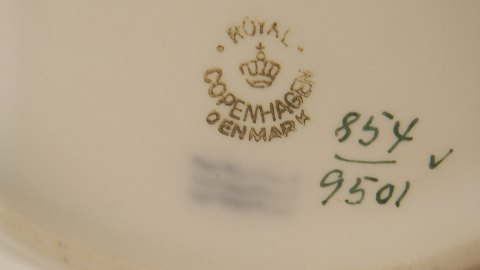 ROYAL
COPENHAGEN
DENMARK
854
9501